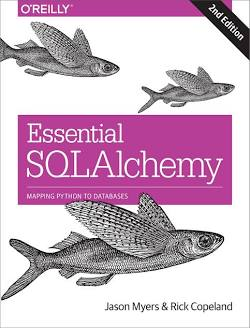 O'REILLY®
2nd Edition
Essential
SQLAlchemy
MAPPING PYTHON TO DATABASES
Jason Myers & Rick Copeland